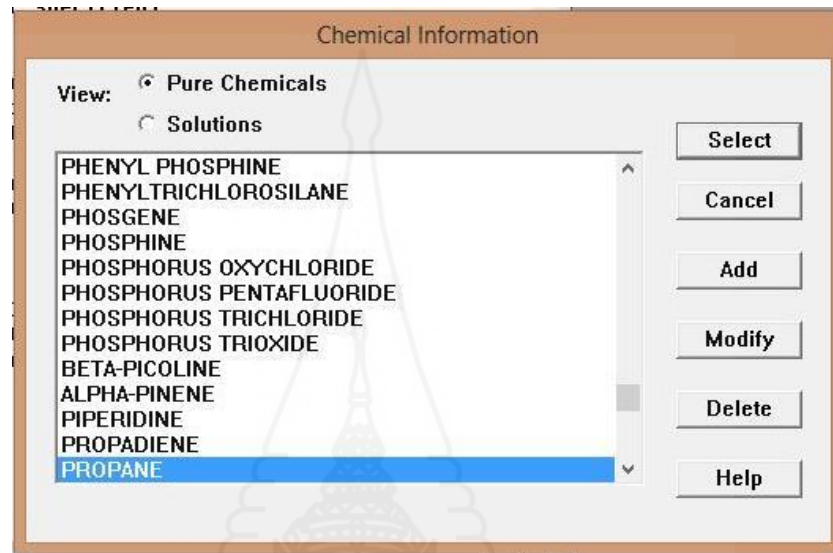 Chemical Information
View:
Pure Chemicals
Solutions
PHENYL PHOSPHINE
PHENYLTRICHLOROSILANE
PHOSGENE
PHOSPHINE
PHOSPHORUS OXYCHLORIDE
PHOSPHORUS PENTAFLUORIDE
PHOSPHORUS TRICHLORIDE
PHOSPHORUS TRIOXIDE
BETA-PICOLINE
ALPHA-PINENE
PIPERIDINE
PROPADIENE
PROPANE
Select
Cancel
Add
Modify
Delete
Help